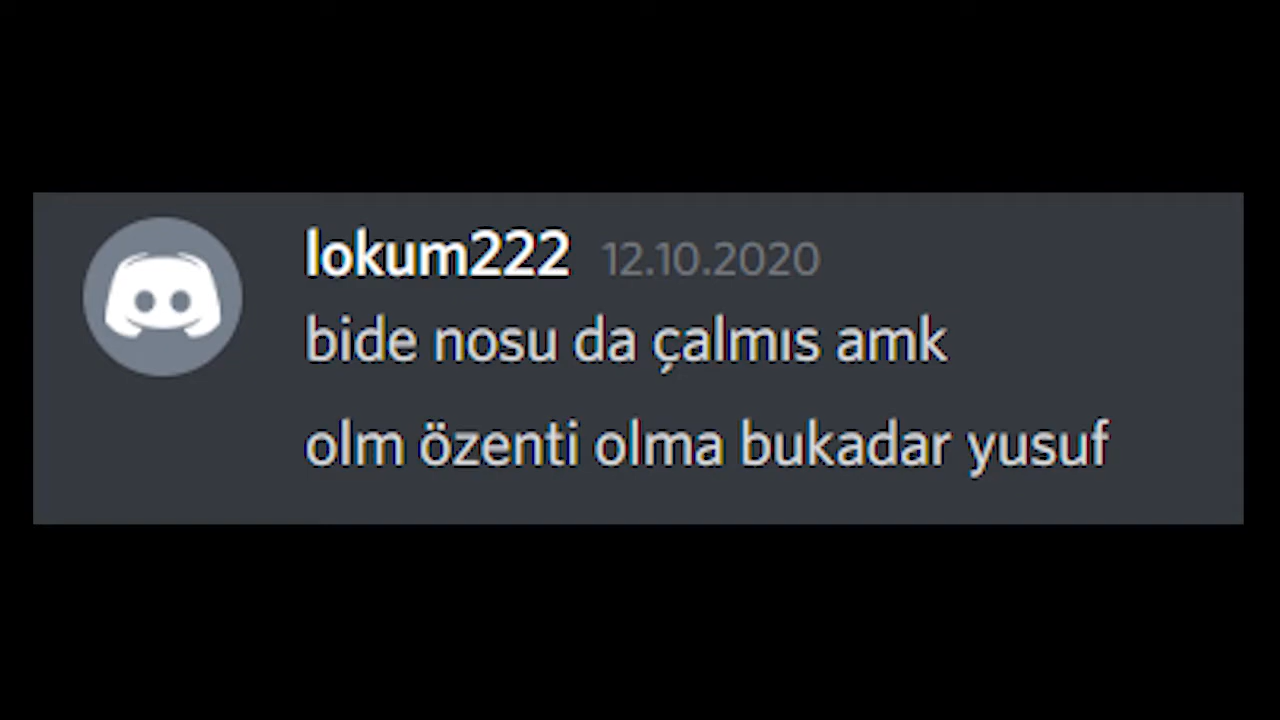 lokum222 12.10.2020
bide nosu da çalmıs amk
olm özenti olma bukadar yusuf